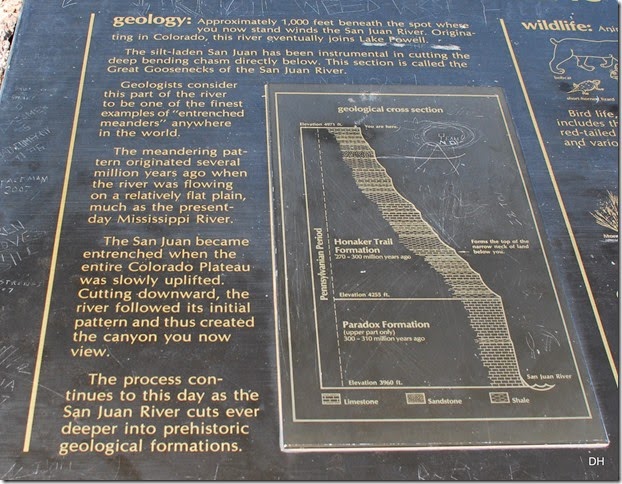 geology: Approximately 1,000 feet beneath the spot where
you now stand winds the San Juan River. Origina-
ting in Colorado, this river eventually joins Lake Powell.
The silt-laden San Juan has been instrumental in cutting the
deep bending chasm directly below. This section is called the
Great Goosenecks of the San Juan River.
Geologists consider
this part of the river
to be one of the finest
examples of "entrenched
meanders" anywhere
in the world.
The meandering pat-
tern originated several
million years ago when
the river was flowing
on a relatively flat plain,
much as the present-
day Mississippi River.
The San Juan became
entrenched when the
entire Colorado Plateau
was slowly uplifted.
Cutting downward, the
river followed its initial
pattern and thus created
the canyon you now
view.
The process con-
tinues to this day as the
San Juan River cuts ever
deeper into prehistoric
geological formations.
geological cross section
Elevation 4971 ft.
You are here.
Pennsylvanian Period
Honaker Trail
Formation
270 - 300 million years ago
Forms the top of the
narrow neck of land
below you.
Elevation 4255 ft.
Paradox Formation
(upper part only)
300 - 310 million years ago
San Juan River
Elevation 3960 ft.
Limestone
Sandstone
Shale
wildlife: Ani
bobcat
short-horned lizard
Bird life,
includes th
red-tailed
and vario
Mou
DH